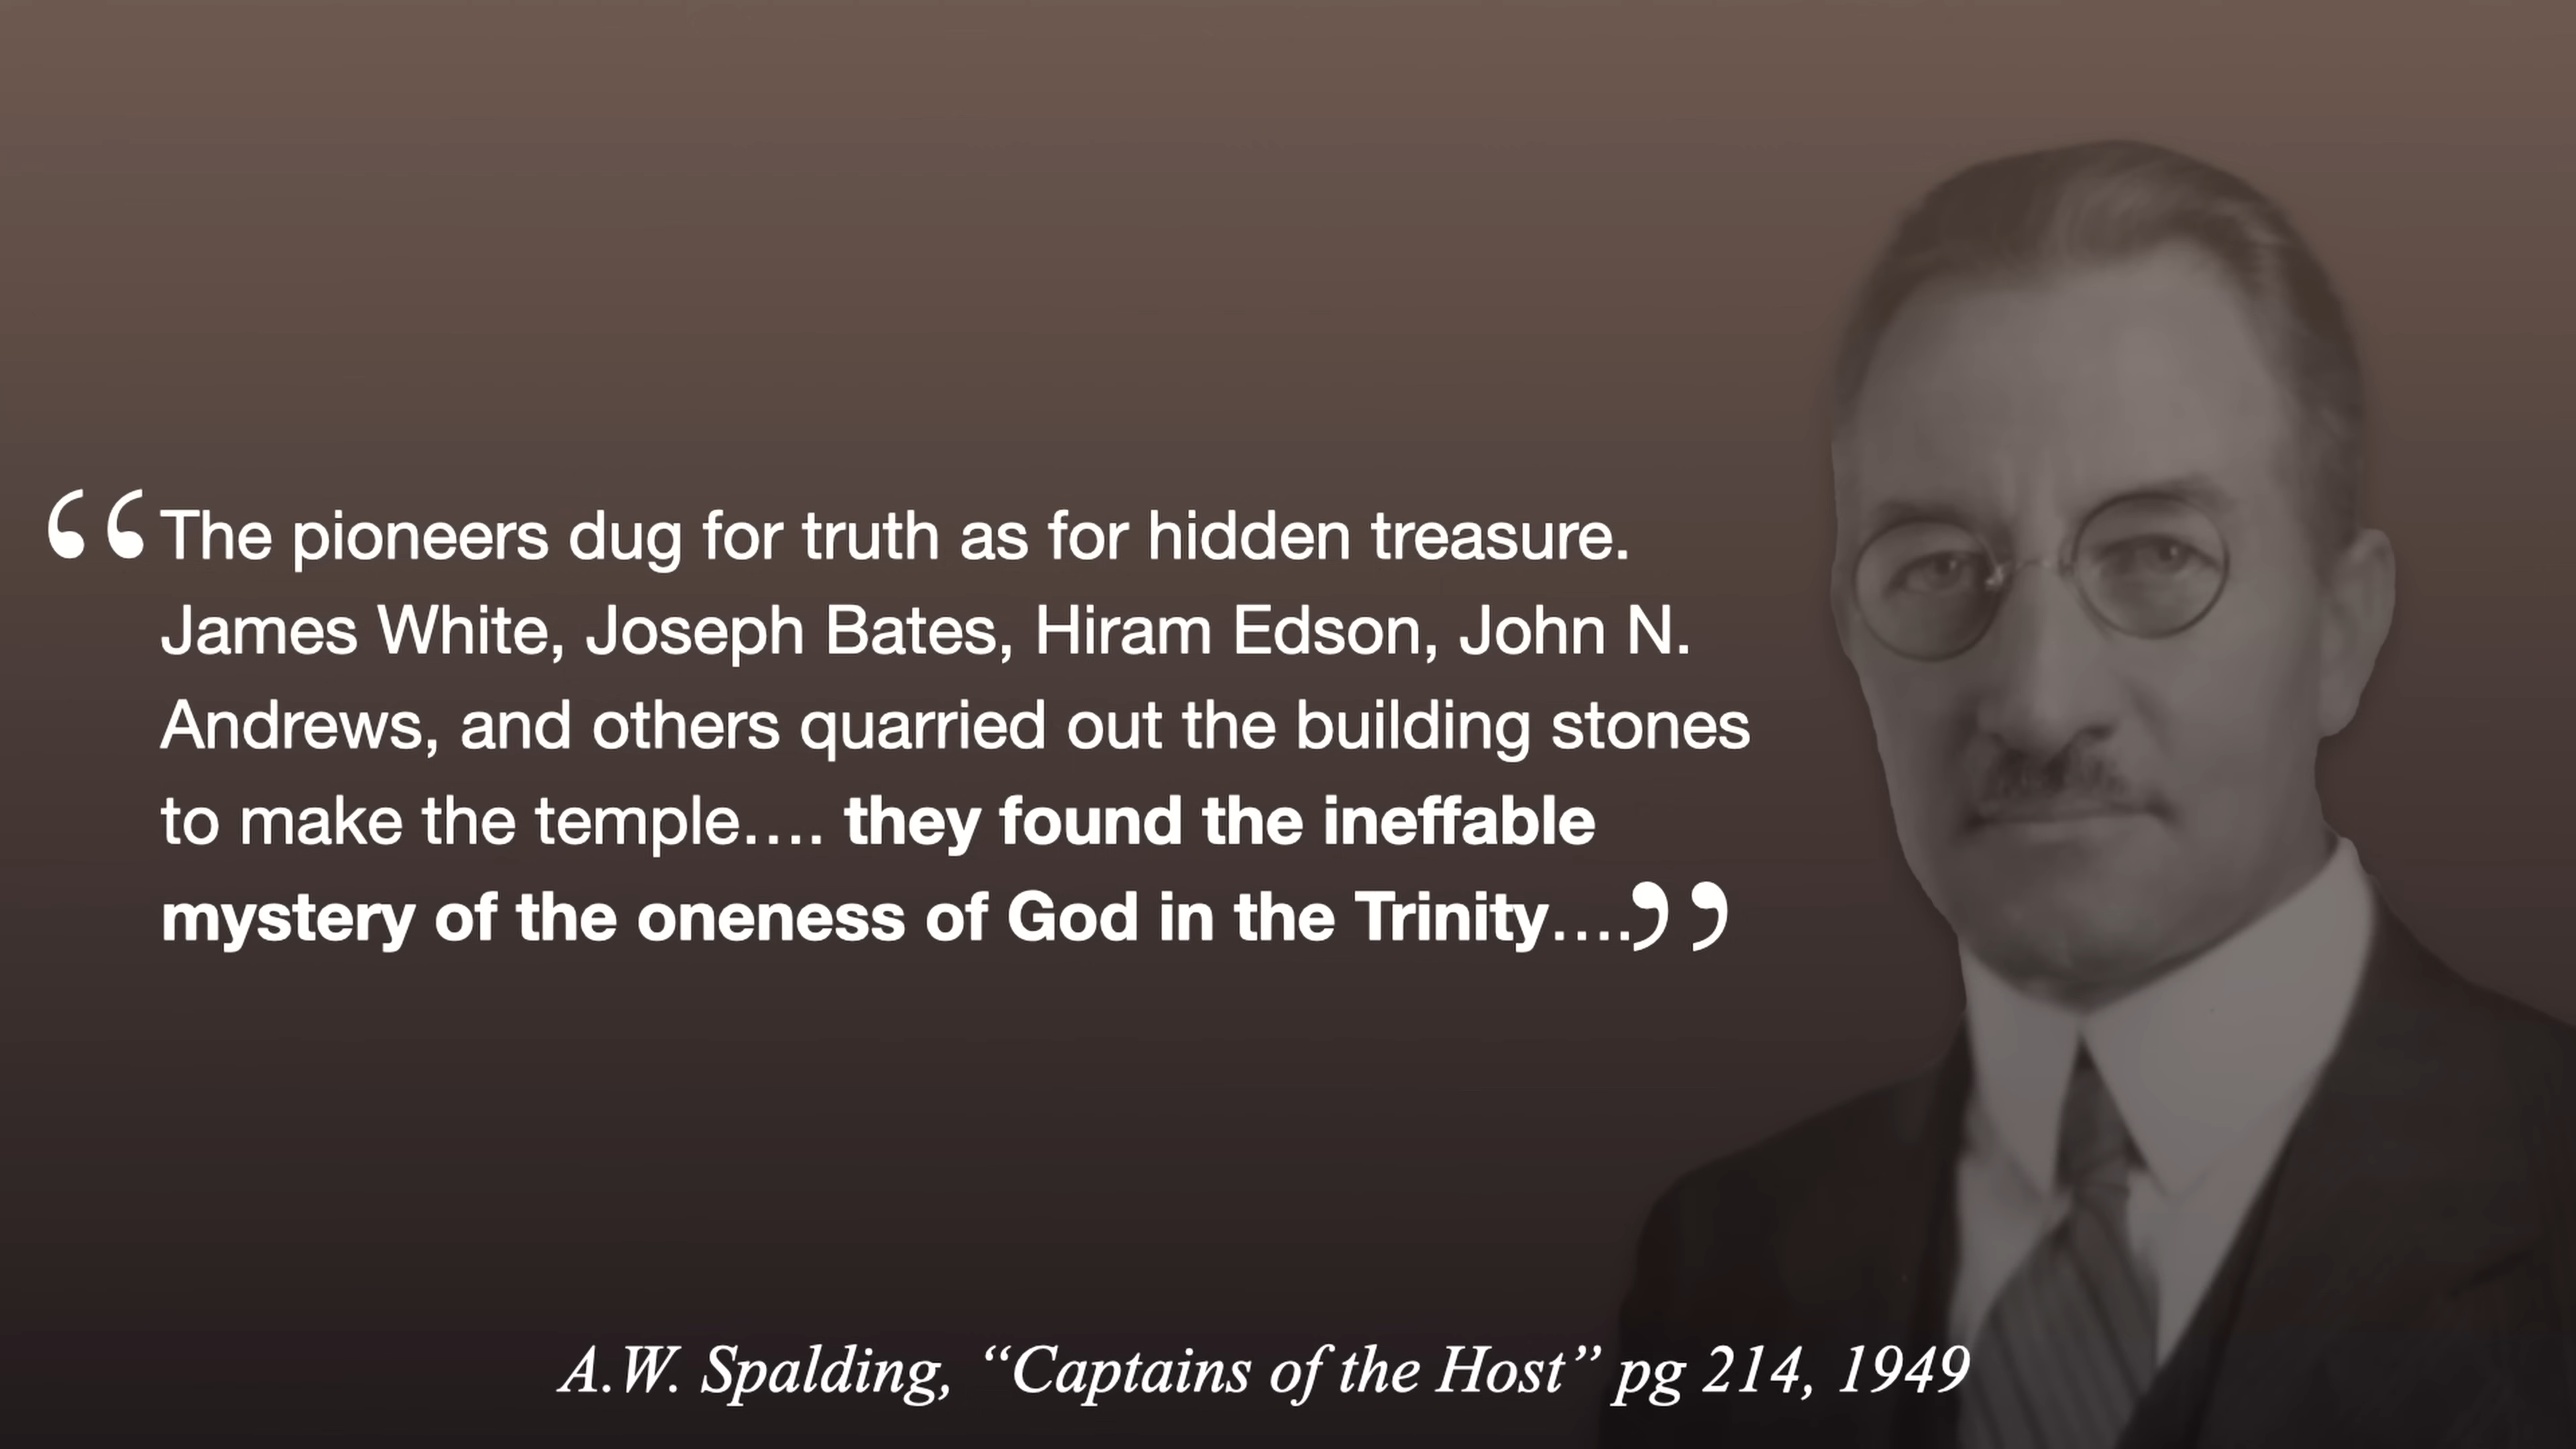 “The pioneers dug for truth as for hidden treasure.
James White, Joseph Bates, Hiram Edson, John N.
Andrews, and others quarried out the building stones
to make the temple…. they found the ineffable
mystery of the oneness of God in the Trinity….”
A.W. Spalding, “Captains of the Host” pg 214, 1949